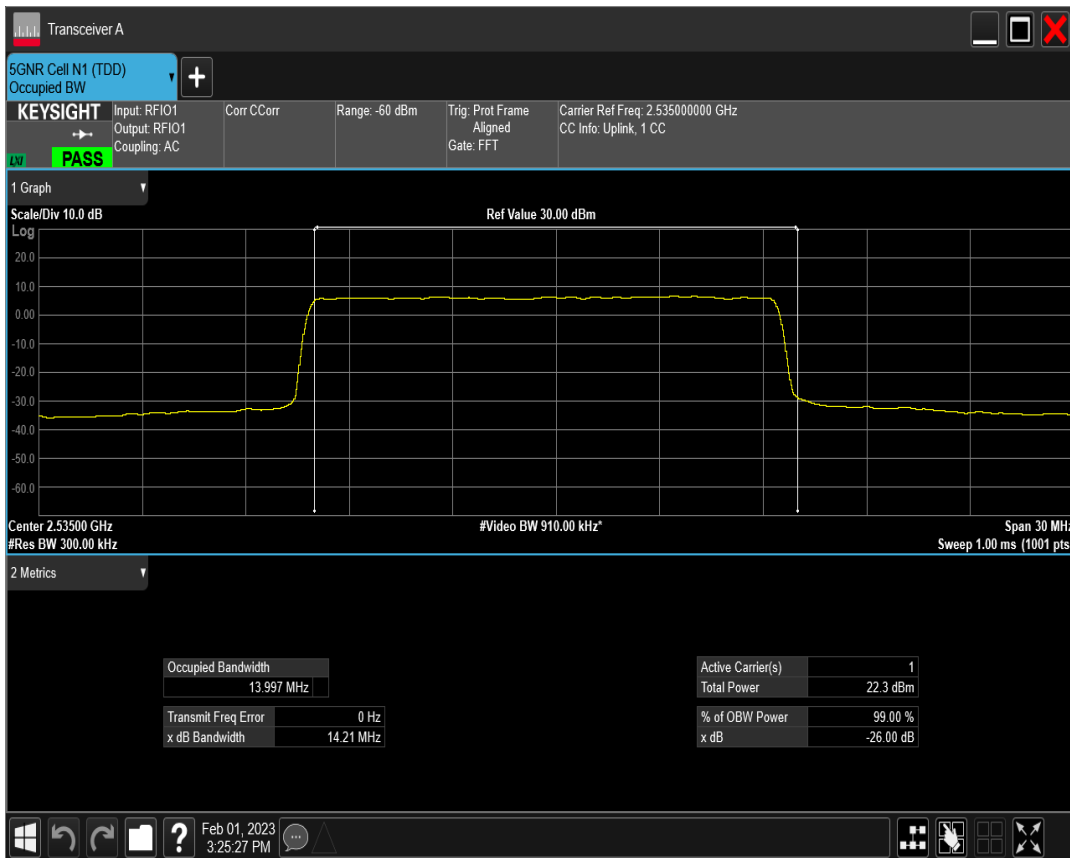 Transceiver A
5GNR Cell N1 (TDD)
Occupied BW
KEYSIGHT
LXI
PASS
Input: RFIO1
Output: RFIO1
Coupling: AC
Corr CCorr
Range: -60 dBm
Trig: Prot Frame
Aligned
Gate: FFT
Carrier Ref Freq: 2.535000000 GHz
CC Info: Uplink, 1 CC
1 Graph
Scale/Div 10.0 dB
Ref Value 30.00 dBm
Log
20.0
10.0
0.00
-10.0
-20.0
-30.0
-40.0
-50.0
-60.0
Center 2.53500 GHz
#Video BW 910.00 kHz*
Span 30 MHz
#Res BW 300.00 kHz
Sweep 1.00 ms (1001 pts
2 Metrics
Occupied Bandwidth
13.997 MHz
Transmit Freq Error 0 Hz
x dB Bandwidth 14.21 MHz
Active Carrier(s) 1
Total Power 22.3 dBm
% of OBW Power 99.00 %
x dB -26.00 dB
?
Feb 01, 2023
3:25:27 PM